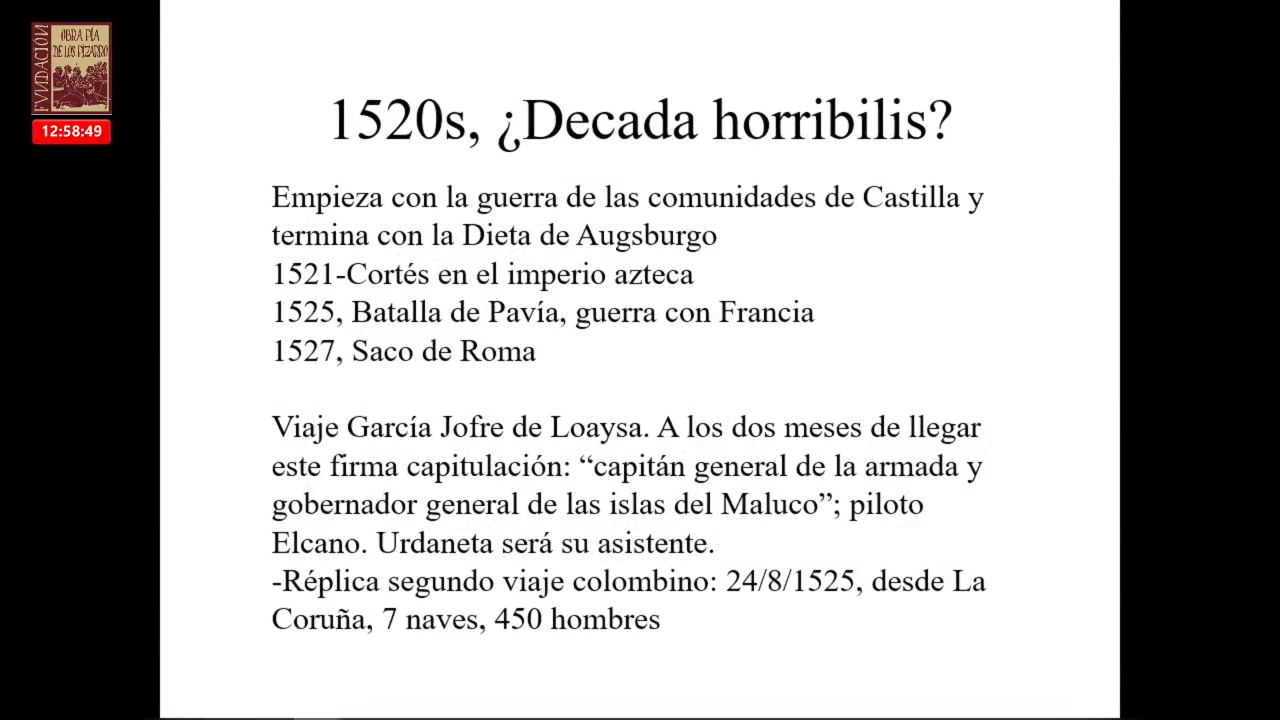 FVNDACIÓN
OBRA PÍA
DE LOS PIZARRO
12:58:49
1520s, ¿Decada horribilis?
Empieza con la guerra de las comunidades de Castilla y
termina con la Dieta de Augsburgo
1521-Cortés en el imperio azteca
1525, Batalla de Pavía, guerra con Francia
1527, Saco de Roma
Viaje García Jofre de Loaysa. A los dos meses de llegar
este firma capitulación: “capitán general de la armada y
gobernador general de las islas del Maluco”; piloto
Elcano. Urdaneta será su asistente.
-Réplica segundo viaje colombino: 24/8/1525, desde La
Coruña, 7 naves, 450 hombres